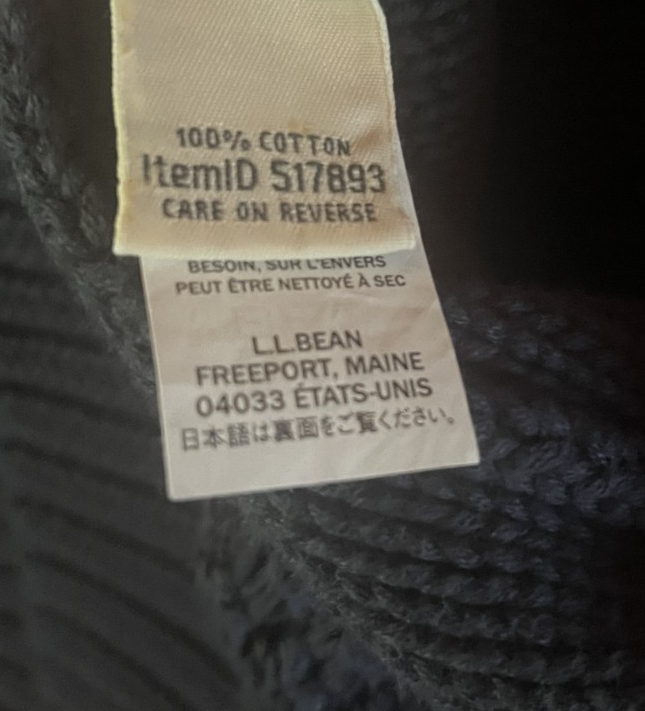 100% COTTON
ItemID 517893
CARE ON REVERSE
BESOIN, SUR L'ENVERS
PEUT ÊTRE NETTOYÉ À SEC
L.L.BEAN
FREEPORT, MAINE
04033 ÉTATS-UNIS
日本語は裏面をご覧ください。